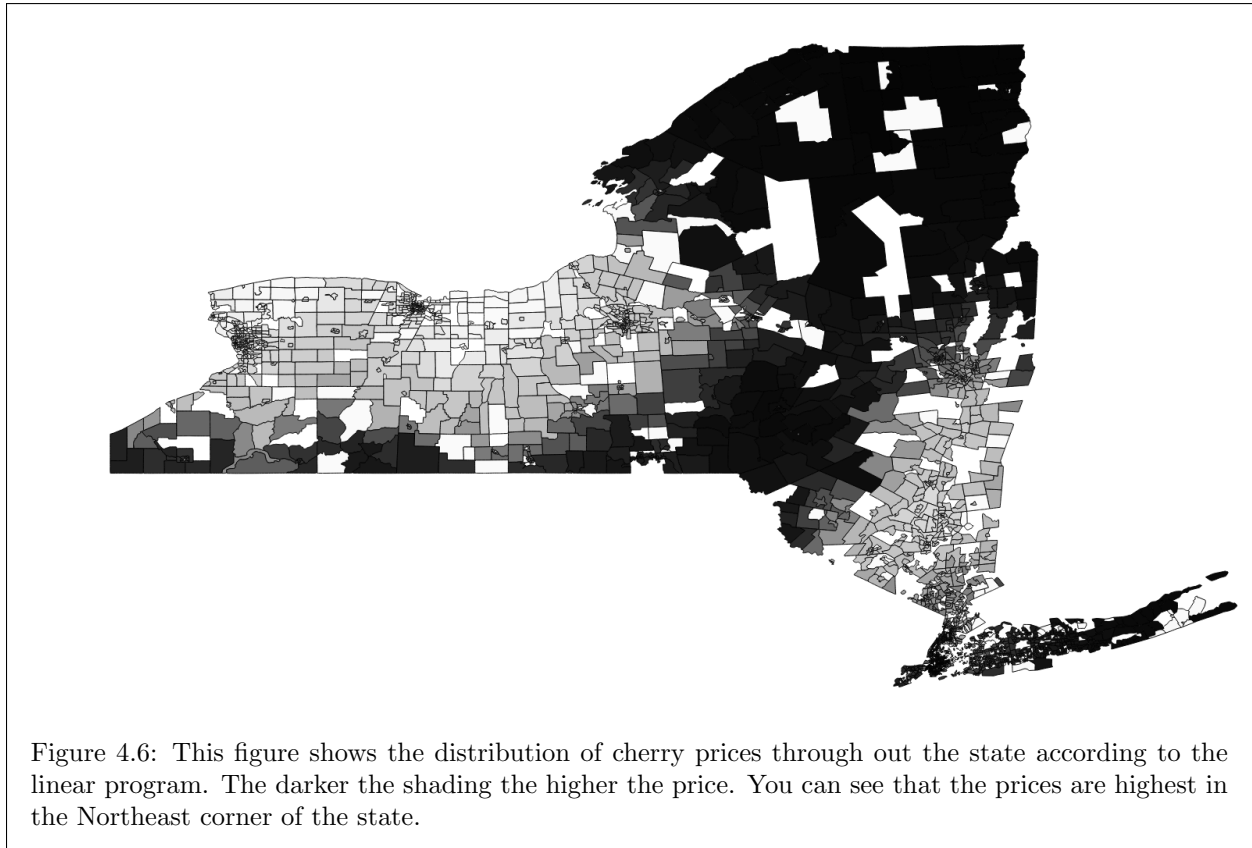 Figure 4.6: This figure shows the distribution of cherry prices through out the state according to the
linear program. The darker the shading the higher the price. You can see that the prices are highest in
the Northeast corner of the state.